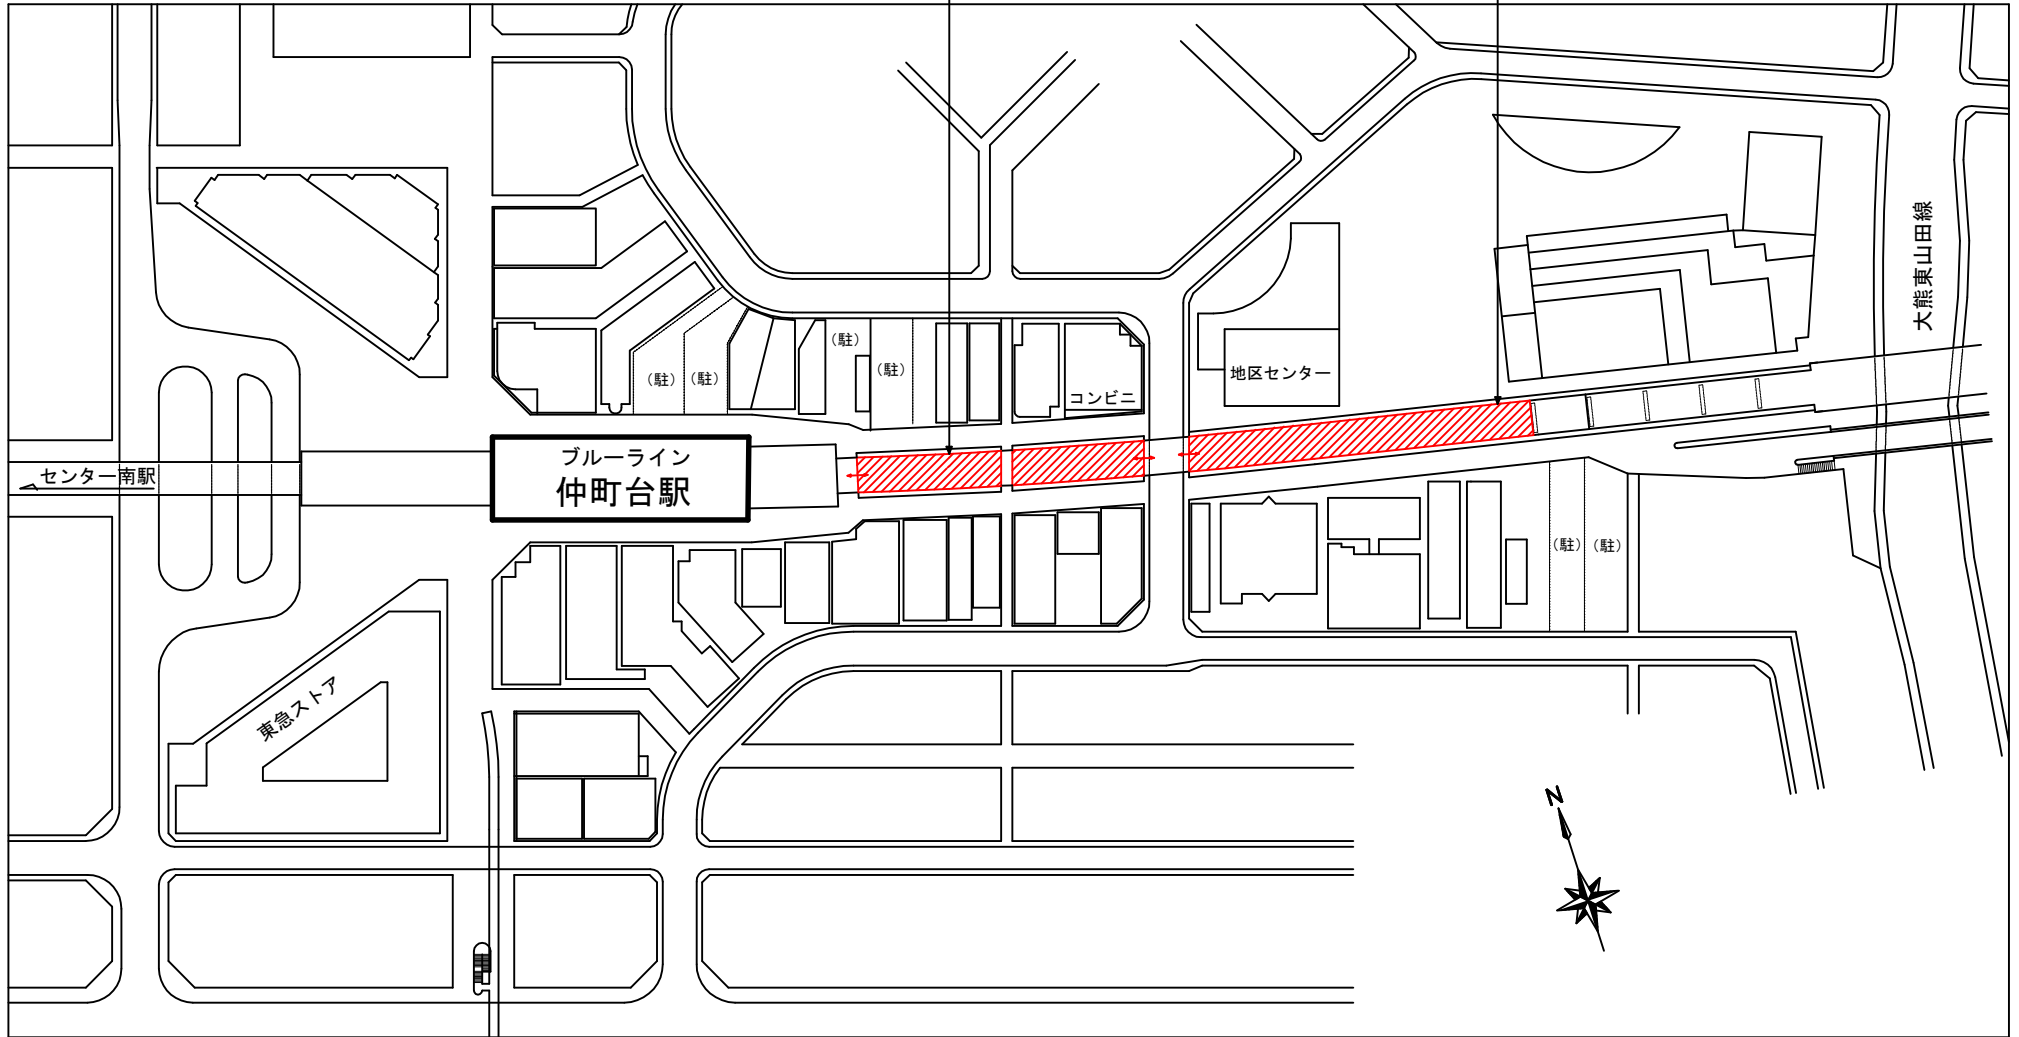 大熊東山田線
(駐)
(駐)
(駐)
(駐)
地区センター
コンビニ
ブルーライン
仲町台駅
センター南駅
(駐)
(駐)
東急ストア
N